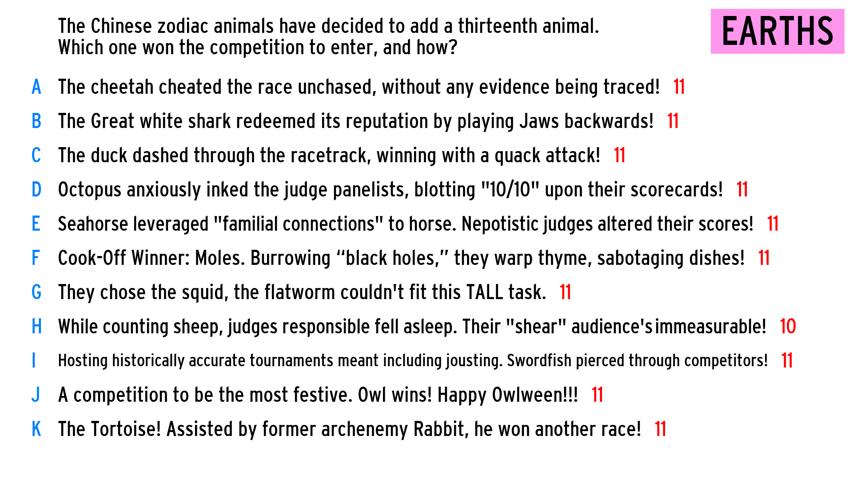 The Chinese zodiac animals have decided to add a thirteenth animal.
Which one won the competition to enter, and how?
EARTHS
A The cheetah cheated the race unchased, without any evidence being traced! 11
B The Great white shark redeemed its reputation by playing Jaws backwards! 11
C The duck dashed through the racetrack, winning with a quack attack! 11
D Octopus anxiously inked the judge panelists, blotting "10/10" upon their scorecards! 11
E Seahorse leveraged "familial connections" to horse. Nepotistic judges altered their scores! 11
F Cook-Off Winner: Moles. Burrowing “black holes,” they warp thyme, sabotaging dishes! 11
G They chose the squid, the flatworm couldn't fit this TALL task. 11
H While counting sheep, judges responsible fell asleep. Their "shear" audience's immeasurable! 10
I Hosting historically accurate tournaments meant including jousting. Swordfish pierced through competitors! 11
J A competition to be the most festive. Owl wins! Happy Owlween!!! 11
K The Tortoise! Assisted by former archenemy Rabbit, he won another race! 11